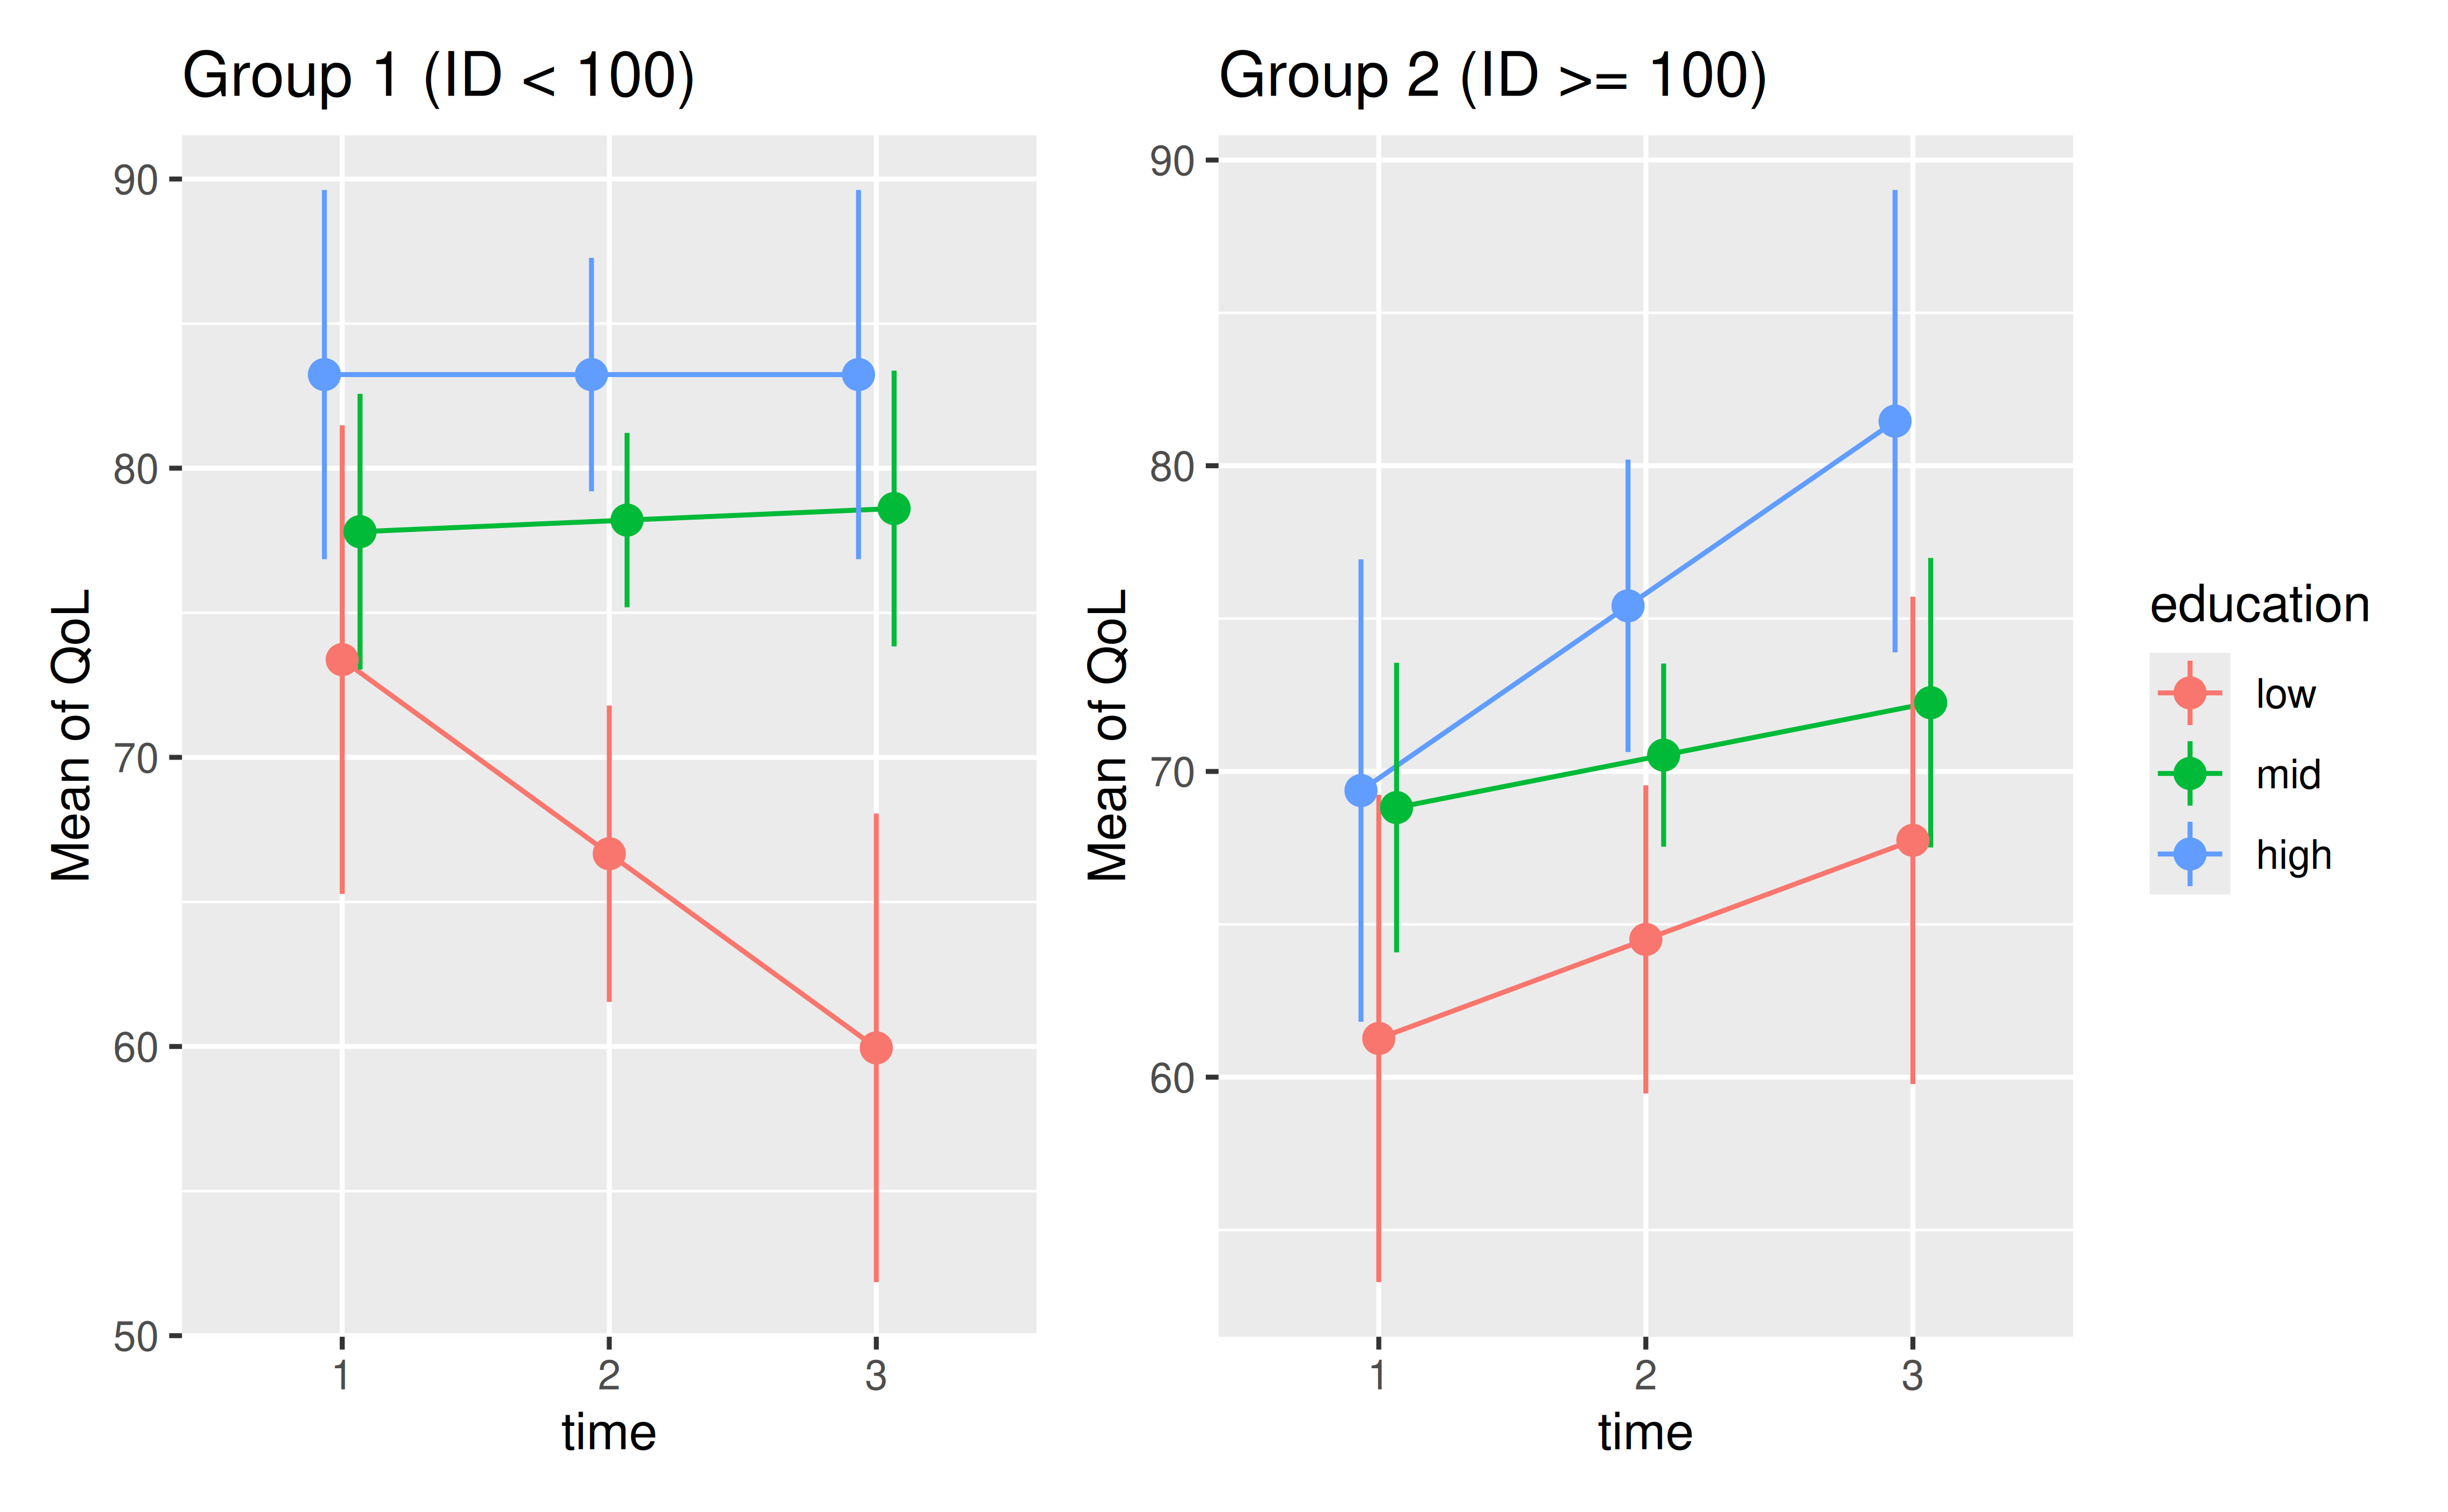 Group 1 (ID < 100)
Mean of QoL
90
80
70
60
50
1 2 3
time
Group 2 (ID >= 100)
Mean of QoL
90
80
70
60
1 2 3
time
education
low
mid
high